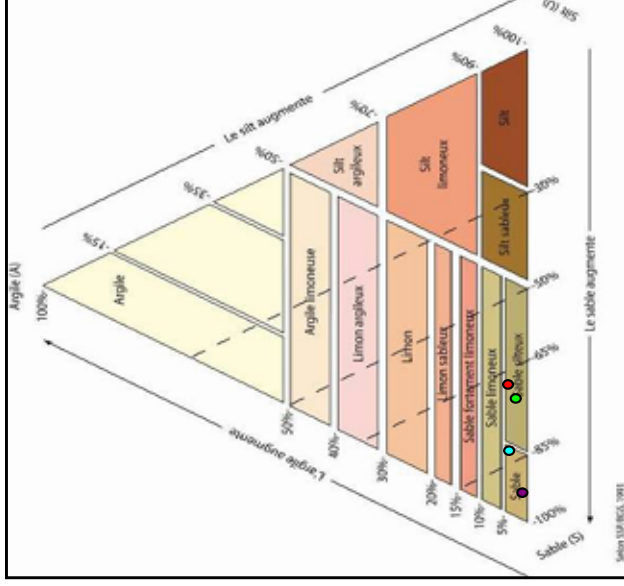 Silt (U)
-100%-
-90%-
-70%-
-50%-
-35%-
-15%-
100%-
Argile (A)
Le silt augmente
Argile
Argile limoneuse
Limon argileux
Silt argileux
Limon
Silt limoneux
Limon sableux
Sable fortement limoneux
Sable limoneux
Sable silteux
Silt sableux
Silt
Sable
L'argile augmente
50%-
40%-
30%-
20%-
15%-
10%-
5%-
-30%
-50%
-65%
-85%
-100%
Sable (S)
Le sable augmente